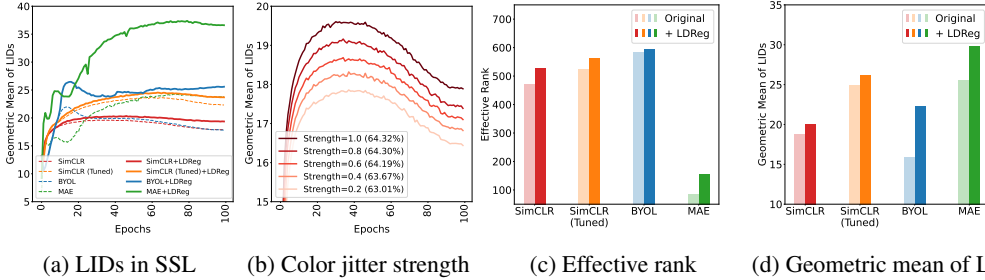 Geometric Mean of LIDs
40
35
30
25
20
15
10
5
SimCLR
SimCLR (Tuned)
BYOL
MAE
SimCLR+LDReg
SimCLR (Tuned)+LDReg
BYOL+LDReg
MAE+LDReg
0
20
40
60
80
100
Epochs
(a) LIDs in SSL
Geometric Mean of LIDs
20
19
18
17
16
15
Strength=1.0 (64.32%)
Strength=0.8 (64.30%)
Strength=0.6 (64.19%)
Strength=0.4 (63.67%)
Strength=0.2 (63.01%)
0
20
40
60
80
100
Epochs
(b) Color jitter strength
Effective Rank
700
600
500
400
300
200
100
Original
+ LDReg
SimCLR
SimCLR
(Tuned)
BYOL
MAE
(c) Effective rank
Geometric Mean of LIDs
35
30
25
20
15
10
Original
+ LDReg
SimCLR
SimCLR
(Tuned)
BYOL
MAE
(d) Geometric mean of L